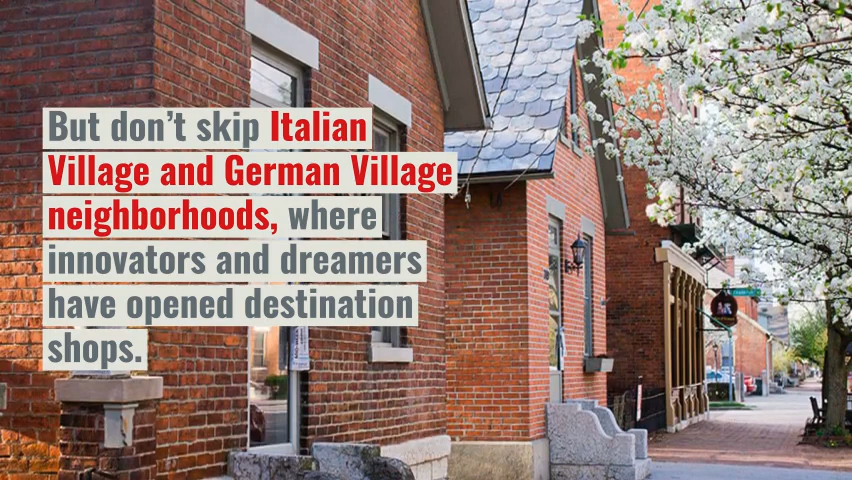 But don’t skip Italian
Village and German Village
neighborhoods, where
innovators and dreamers
have opened destination
shops.